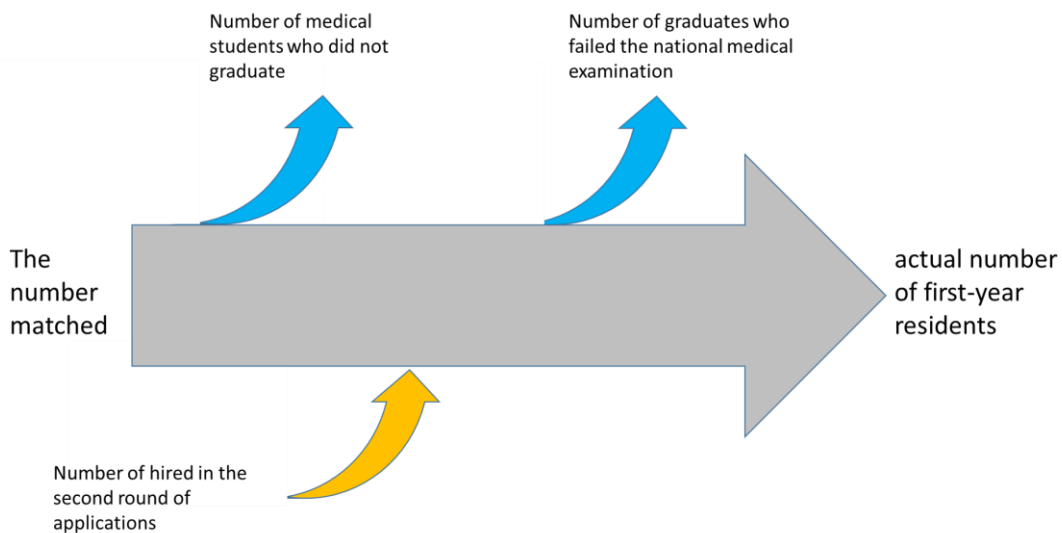 Number of medical
students who did not
graduate
Number of graduates who
failed the national medical
examination
The
number
matched
actual number
of first-year
residents
Number of hired in the
second round of
applications